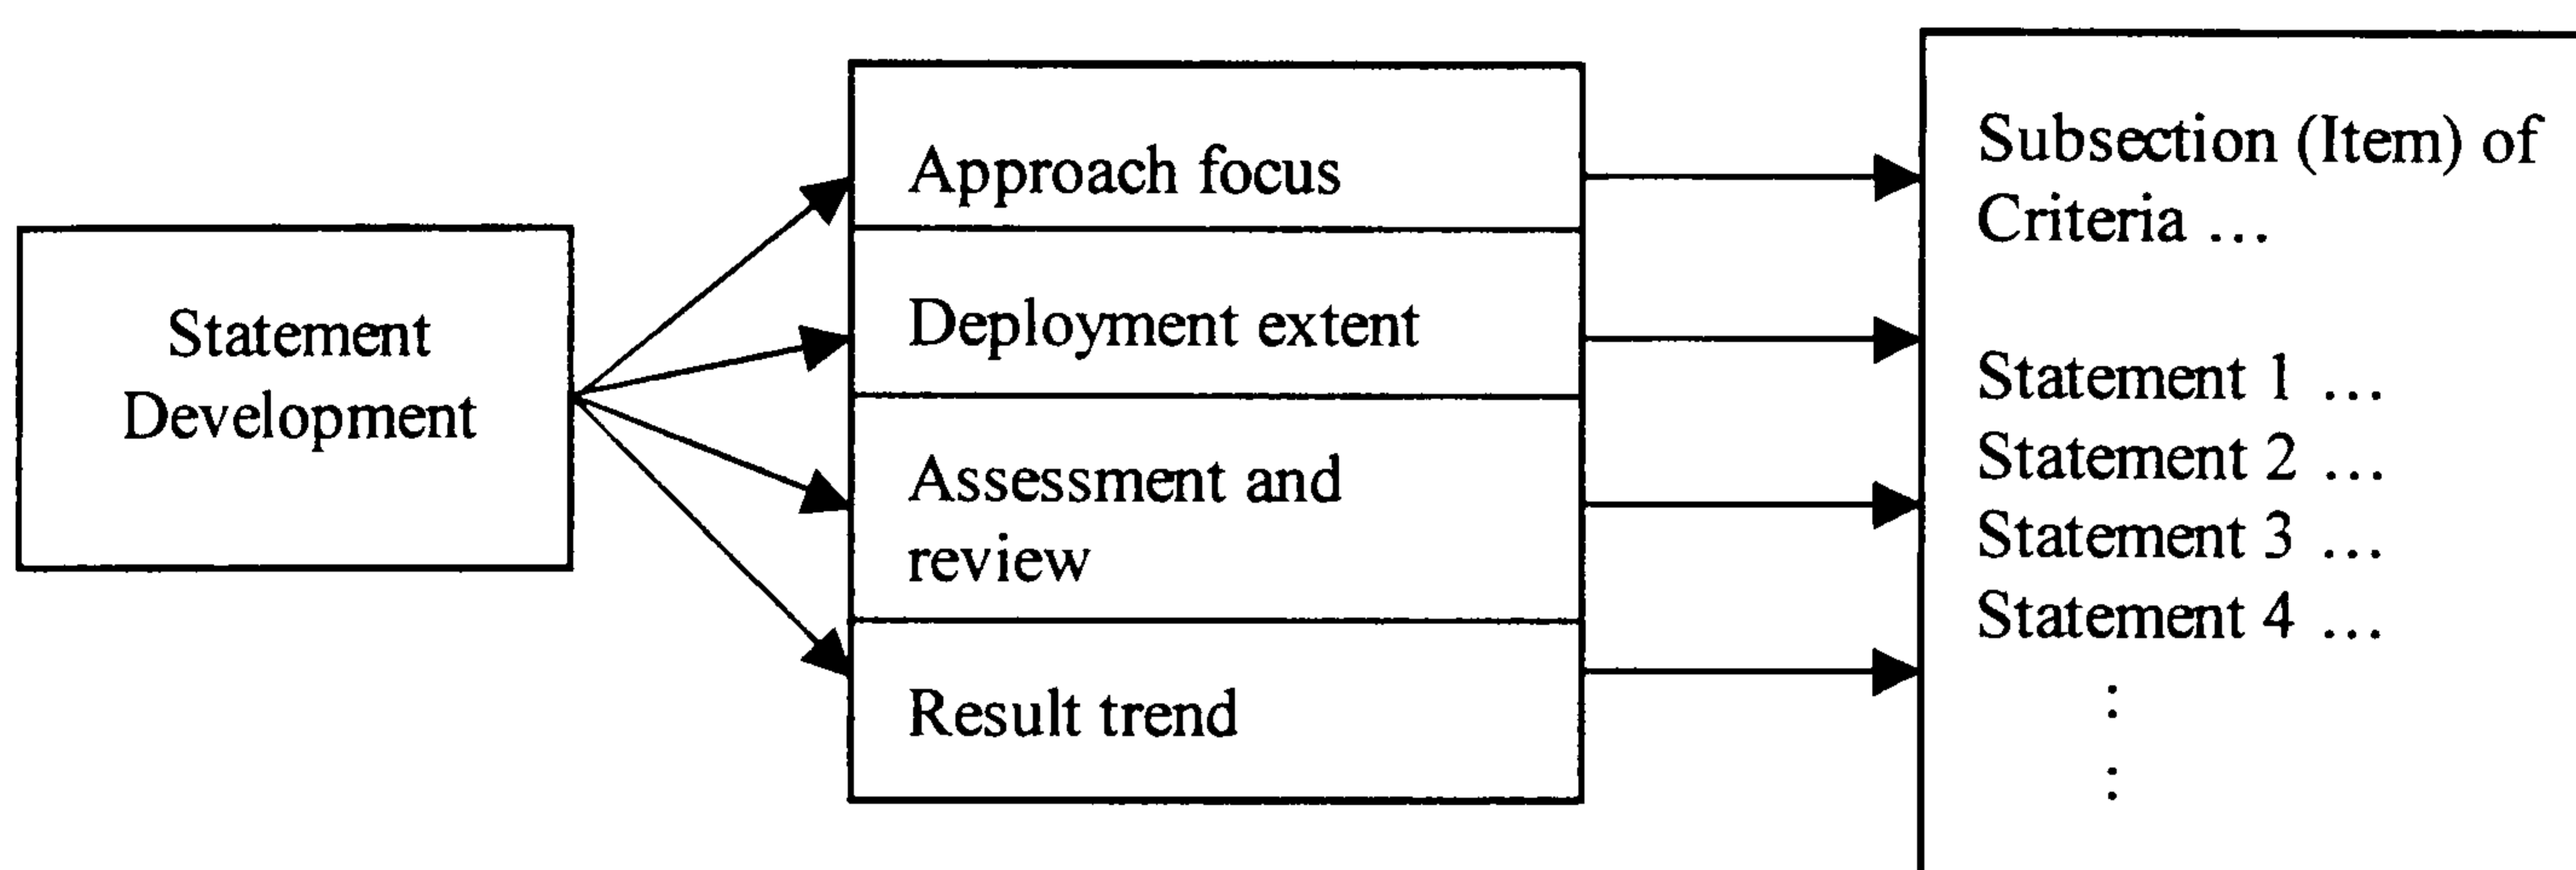 Statement
Development
Approach focus
Deployment extent
Assessment and
review
Result trend
Subsection (Item) of
Criteria ...
Statement 1 ...
Statement 2 ...
Statement 3 ...
Statement 4 ...
:
: